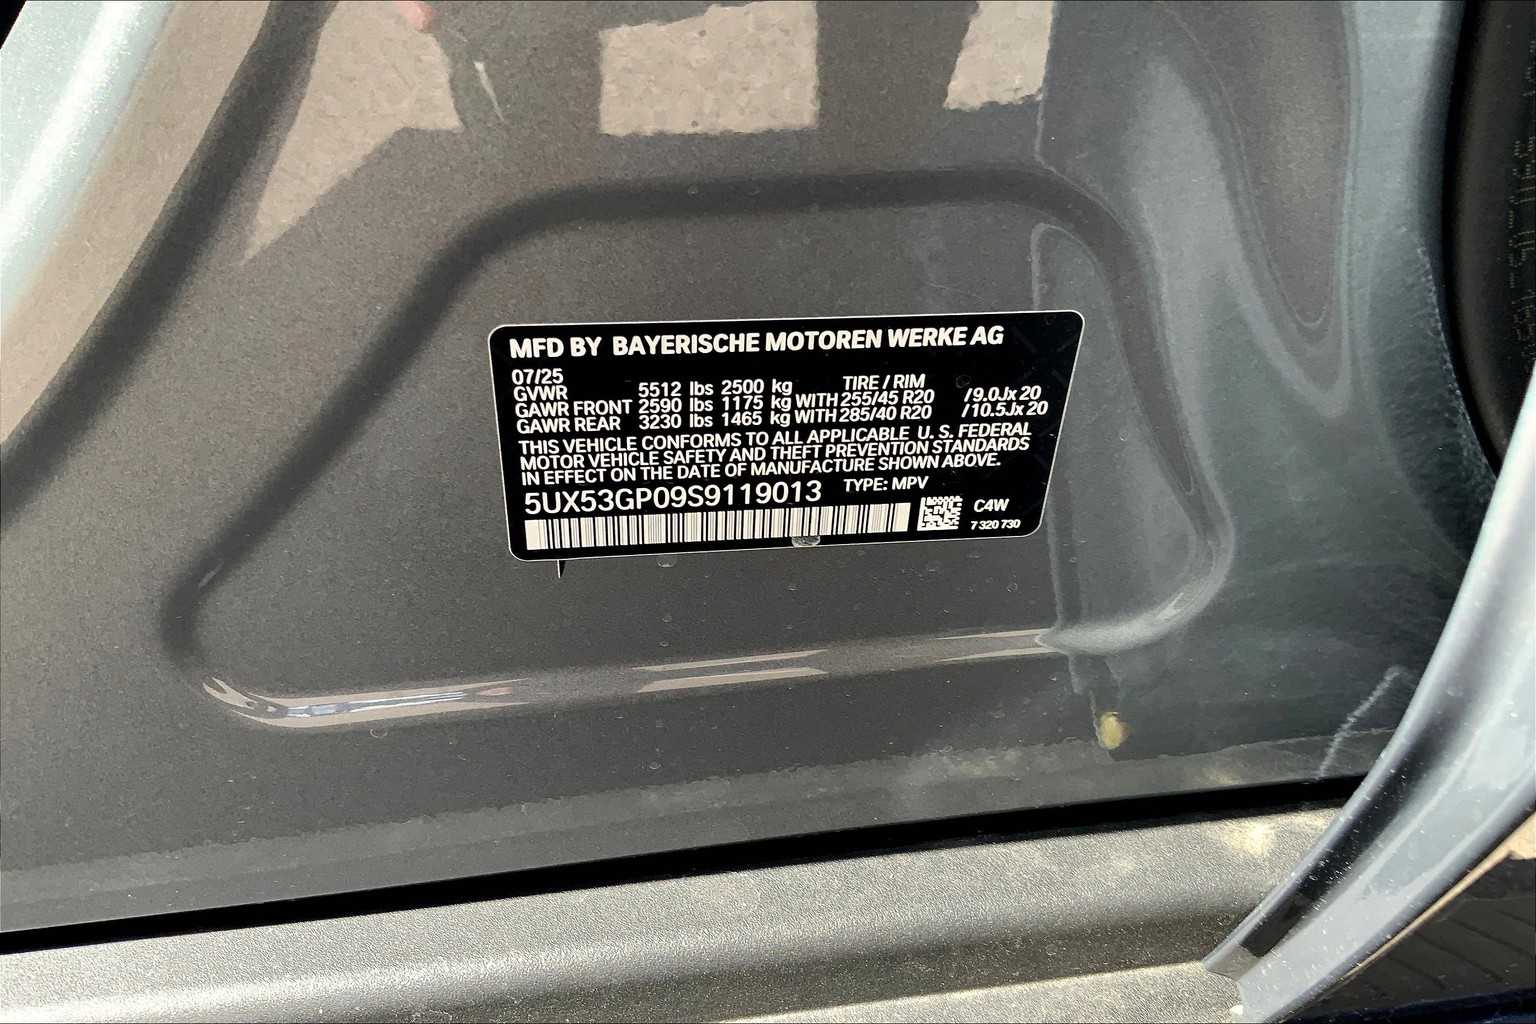 MFD BY BAYERISCHE MOTOREN WERKE AG
07/25 TIRE / RIM
GVWR 5512 lbs 2500 kg
GAWR FRONT 2590 lbs 1175 kg WITH 255/45 R20 /9.0Jx 20
GAWR REAR 3230 lbs 1465 kg WITH 285/40 R20 /10.5Jx 20
THIS VEHICLE CONFORMS TO ALL APPLICABLE U. S. FEDERAL
MOTOR VEHICLE SAFETY AND THEFT PREVENTION STANDARDS
IN EFFECT ON THE DATE OF MANUFACTURE SHOWN ABOVE.
5UX53GP09S9119013 TYPE: MPV
C4W
7 320 730